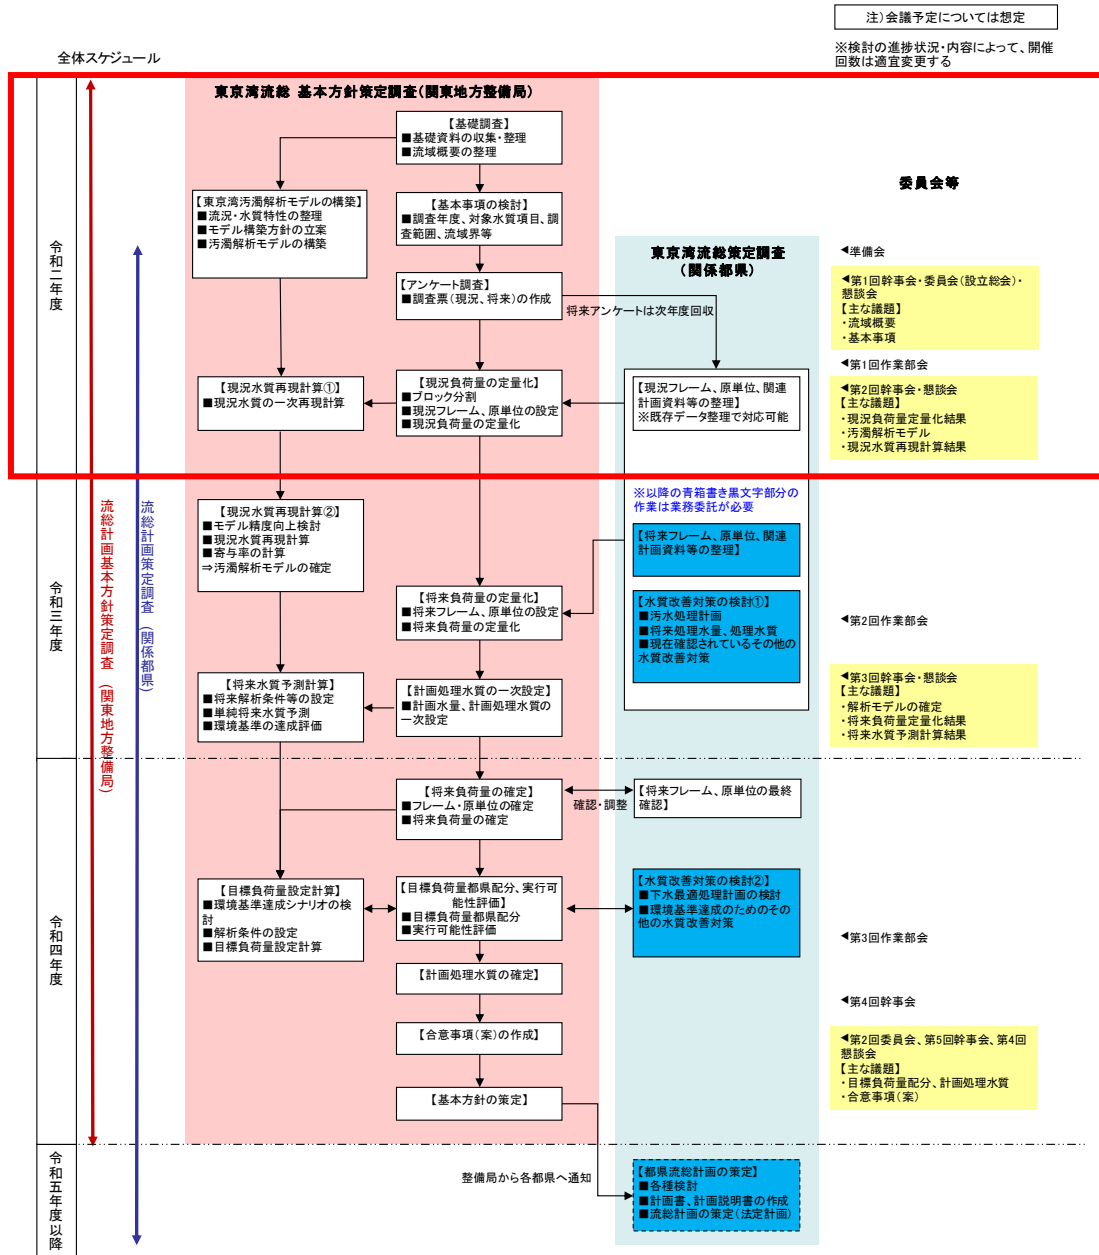 注）会議予定については想定
※検討の進捗状況・内容によって、開催
回数は適宜変更する
全体スケジュール
東京湾流総 基本方針策定調査（関東地方整備局）
【基礎調査】
■基礎資料の収集・整理
■流域概要の整理
委員会等
【東京湾汚濁解析モデルの構築】
■流況・水質特性の整理
■モデル構築方針の立案
■汚濁解析モデルの構築
【基本事項の検討】
■調査年度、対象水質項目、調
査範囲、流域界等
東京湾流総策定調査
（関係都県）
令和二年度
【アンケート調査】
■調査票（現況、将来）の作成
将来アンケートは次年度回収
◀準備会
◀第1回幹事会・委員会（設立総会）・
懇談会
【主な議題】
・流域概要
・基本事項
◀第1回作業部会
【現況水質再現計算①】
■現況水質の一次再現計算
【現況負荷量の定量化】
■ブロック分割
■現況フレーム、原単位の設定
■現況負荷量の定量化
【現況フレーム、原単位、関連
計画資料等の整理】
※既存データ整理で対応可能
◀第2回幹事会・懇談会
【主な議題】
・現況負荷量定量化結果
・汚濁解析モデル
・現況水質再現計算結果
流総計画基本方針策定調査（関東地方整備局）
流総計画策定調査（関係都県）
令和三年度
【現況水質再現計算②】
■モデル精度向上検討
■現況水質再現計算
■寄与率の計算
⇒汚濁解析モデルの確定
※以降の青箱書き黒文字部分の
作業は業務委託が必要
【将来フレーム、原単位、関連
計画資料等の整理】
【将来負荷量の定量化】
■将来フレーム、原単位の設定
■将来負荷量の定量化
【水質改善対策の検討①】
■汚水処理計画
■将来処理水量、処理水質
■現在確認されているその他の
水質改善対策
◀第2回作業部会
【将来水質予測計算】
■将来解析条件等の設定
■単純将来水質予測
■環境基準の達成評価
【計画処理水質の一次設定】
■計画水量、計画処理水質の
一次設定
◀第3回幹事会・懇談会
【主な議題】
・解析モデルの確定
・将来負荷量定量化結果
・将来水質予測計算結果
令和四年度
【将来負荷量の確定】
■フレーム・原単位の確定
■将来負荷量の確定
確認・調整
【将来フレーム、原単位の最終
確認】
【目標負荷量設定計算】
■環境基準達成シナリオの検
討
■解析条件の設定
■目標負荷量設定計算
【目標負荷量都県配分、実行可
能性評価】
■目標負荷量都県配分
■実行可能性評価
【水質改善対策の検討②】
■下水最適処理計画の検討
■環境基準達成のためのその
他の水質改善対策
◀第3回作業部会
【計画処理水質の確定】
◀第4回幹事会
【合意事項（案）の作成】
◀第2回委員会、第5回幹事会、第4回
懇談会
【主な議題】
・目標負荷量配分、計画処理水質
・合意事項（案）
【基本方針の策定】
令和五年度以降
整備局から各都県へ通知
【都県流総計画の策定】
■各種検討
■計画書、計画説明書の作成
■流総計画の策定（法定計画）